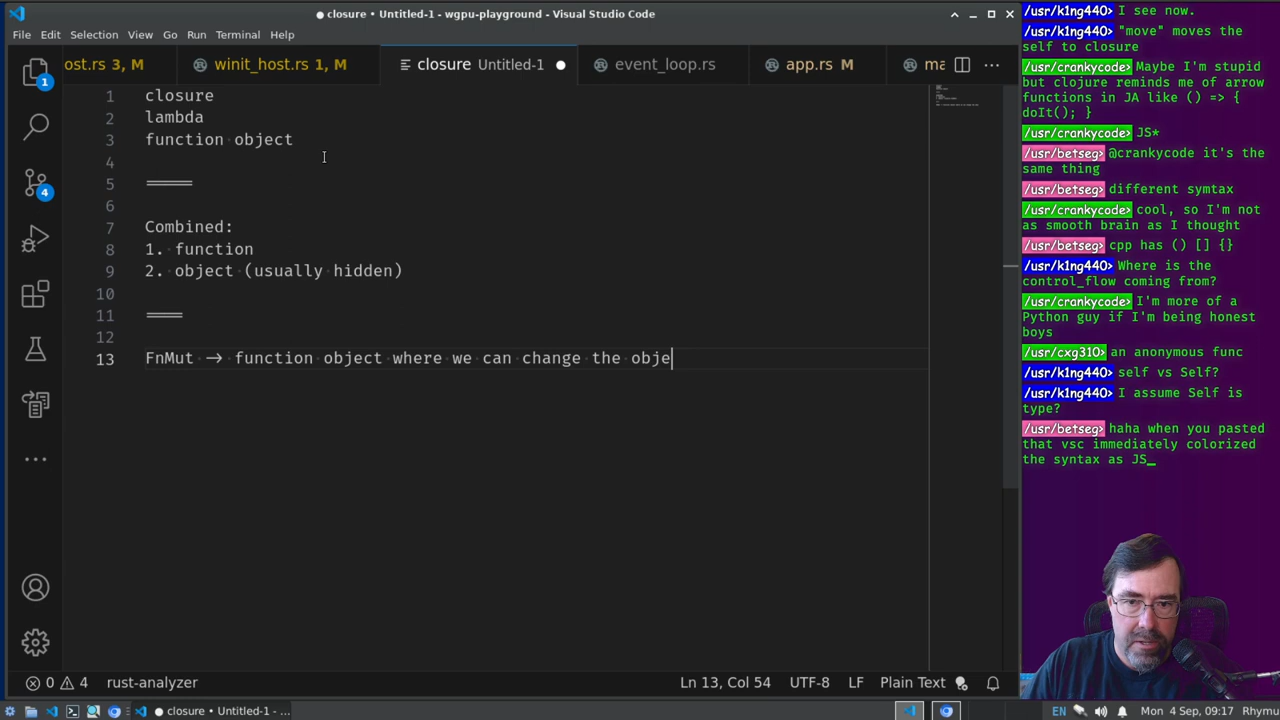 ● closure • Untitled-1 - wgpu-playground - Visual Studio Code
File Edit Selection View Go Run Terminal Help
ost.rs 3, M
winit_host.rs 1, M
closure Untitled-1 ●
event_loop.rs
app.rs M
ma
1 closure
2 lambda
3 function object
4
5 =====
6
7 Combined:
8 1. function
9 2. object (usually hidden)
10
11 ====
12
13 FnMut -> function object where we can change the obje
1
4
0 4 rust-analyzer
Ln 13, Col 54 UTF-8 LF Plain Text
● closure • Untitled-1 - ...
EN
Mon 4 Sep, 09:17 Rhymu
/usr/k1ng440> I see now.
/usr/k1ng440> "move" moves the
self to closure
/usr/crankycode> Maybe I'm stupid
but clojure reminds me of arrow
functions in JA like () => {
doIt(); }
/usr/crankycode> JS*
/usr/betseg> @crankycode it's the
same thing
/usr/betseg> different symtax
/usr/crankycode> cool, so I'm not
as smooth brain as I thought
/usr/betseg> cpp has () [] {}
/usr/k1ng440> Where is the
control_flow coming from?
/usr/crankycode> I'm more of a
Python guy if I'm being honest
boys
/usr/cxg310> an anonymous func
/usr/k1ng440> self vs Self?
/usr/k1ng440> I assume Self is
type?
/usr/betseg> haha when you pasted
that vsc immediately colorized
the syntax as JS_